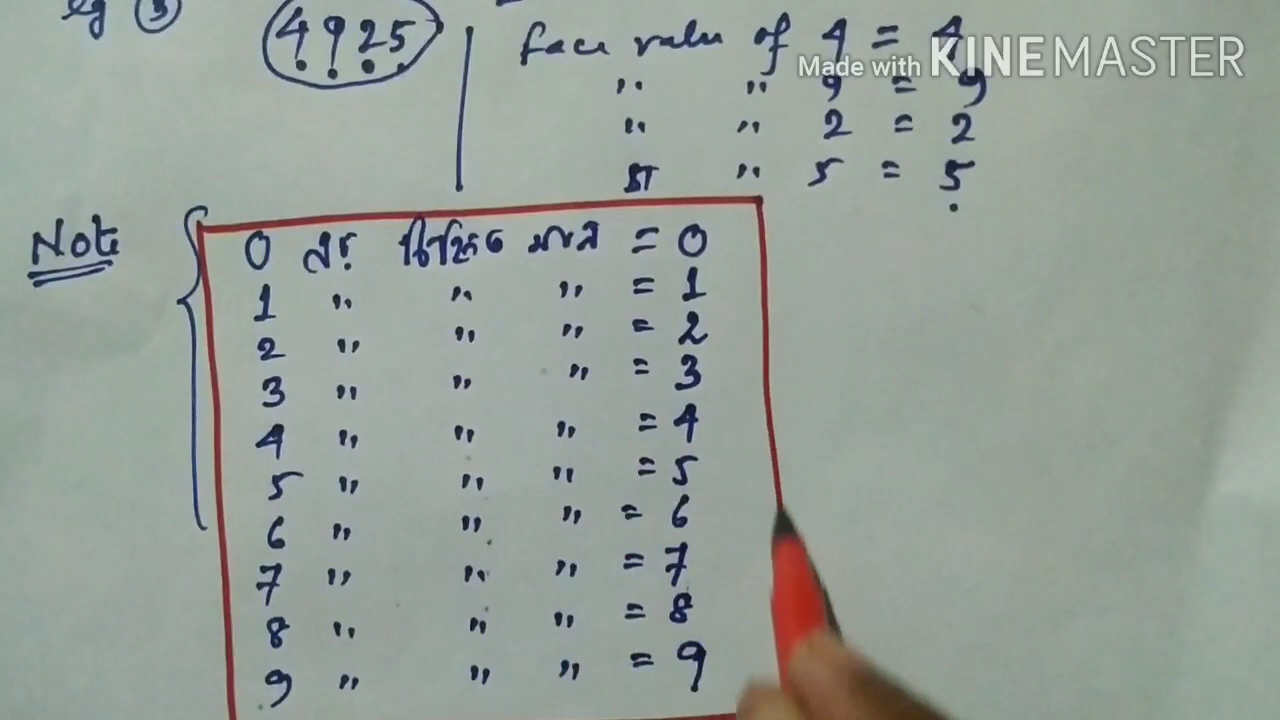 eg ③
4925
face value of 4 = 4
Made with KINEMASTER
" " 9 = 9
" " 2 = 2
" 5 = 5
Note
0 এর নিহিত মান = 0
1 " " " = 1
2 " " " = 2
3 " " " = 3
4 " " " = 4
5 " " " = 5
6 " " " = 6
7 " " " = 7
8 " " " = 8
9 " " " = 9